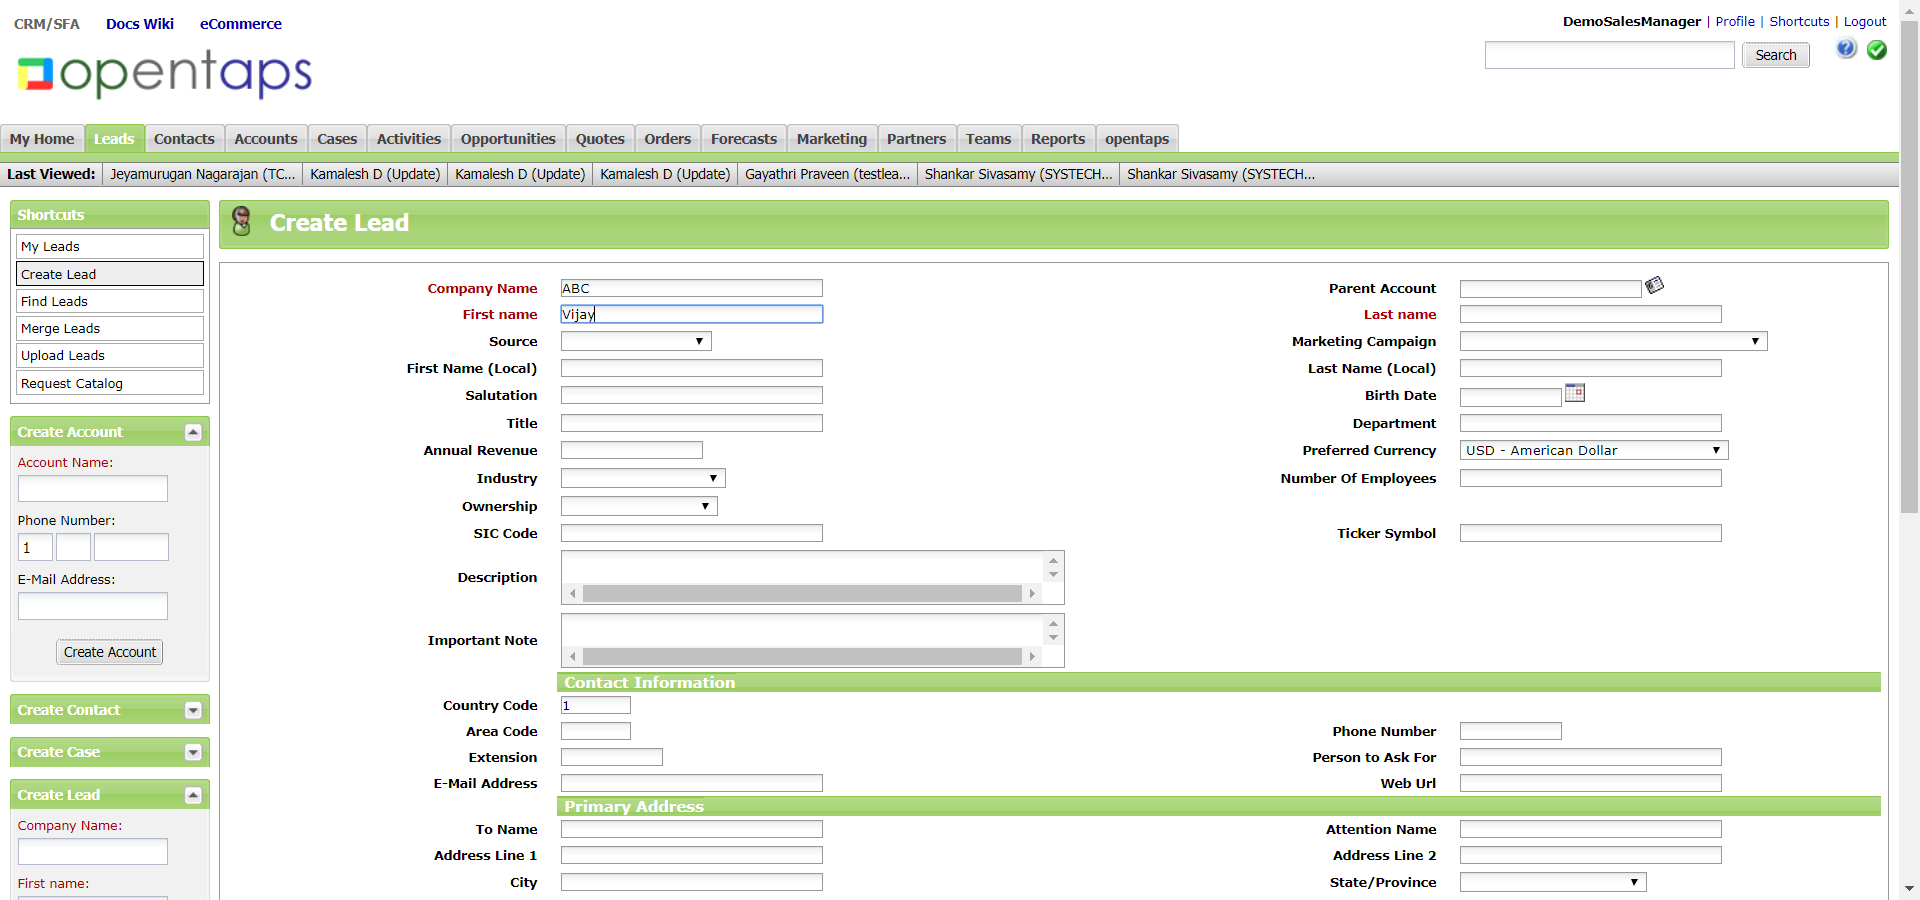 CRM/SFA Docs Wiki eCommerce
DemoSalesManager | Profile | Shortcuts | Logout
opentaps
Search
My Home Leads Contacts Accounts Cases Activities Opportunities Quotes Orders Forecasts Marketing Partners Teams Reports opentaps
Last Viewed: Jeyamurugan Nagarajan (TC... Kamalesh D (Update) Kamalesh D (Update) Kamalesh D (Update) Gayathri Praveen (testlea... Shankar Sivasamy (SYSTECH... Shankar Sivasamy (SYSTECH...
Shortcuts
My Leads
Create Lead
Find Leads
Merge Leads
Upload Leads
Request Catalog
Create Account
Account Name:
Phone Number:
1
E-Mail Address:
Create Account
Create Contact
Create Case
Create Lead
Company Name:
First name:
Create Lead
Company Name ABC Parent Account
First name Vijay Last name
Source Marketing Campaign
First Name (Local) Last Name (Local)
Salutation Birth Date
Title Department
Annual Revenue Preferred Currency USD - American Dollar
Industry Number Of Employees
Ownership
SIC Code Ticker Symbol
Description
Important Note
Contact Information
Country Code 1
Area Code Phone Number
Extension Person to Ask For
E-Mail Address Web Url
Primary Address
To Name Attention Name
Address Line 1 Address Line 2
City State/Province